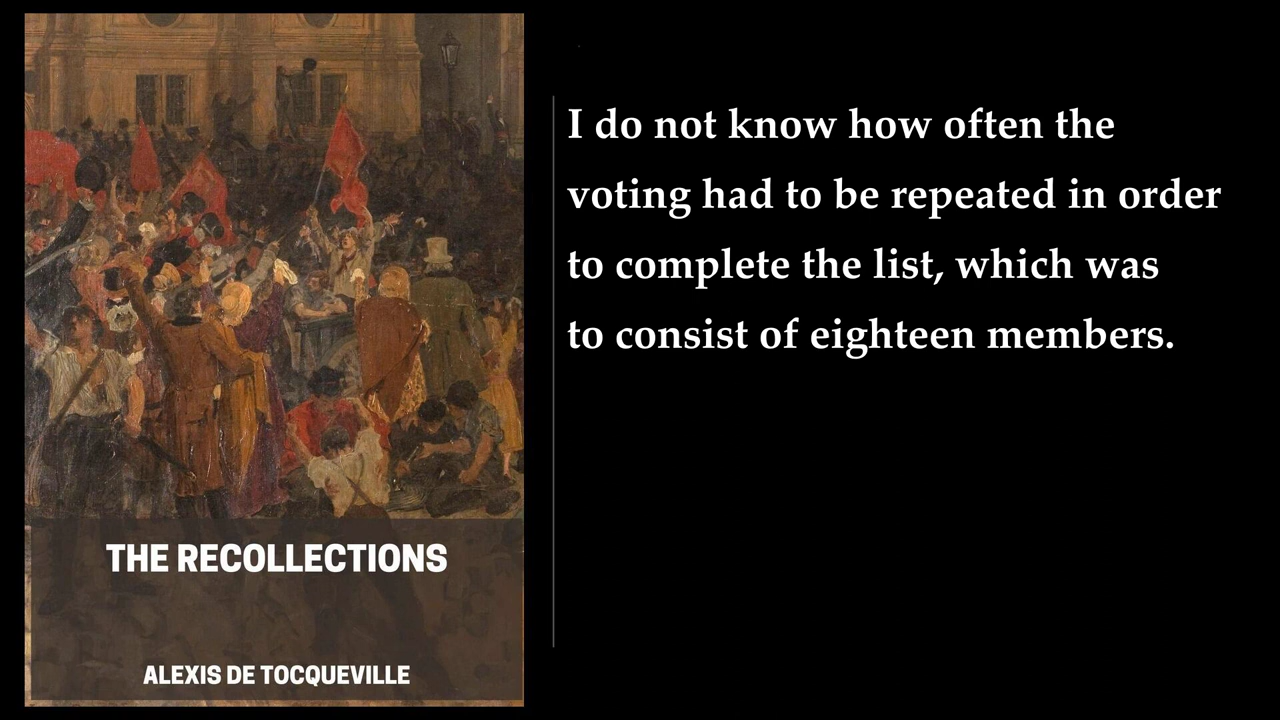 THE RECOLLECTIONS
ALEXIS DE TOCQUEVILLE
I do not know how often the
voting had to be repeated in order
to complete the list, which was
to consist of eighteen members.